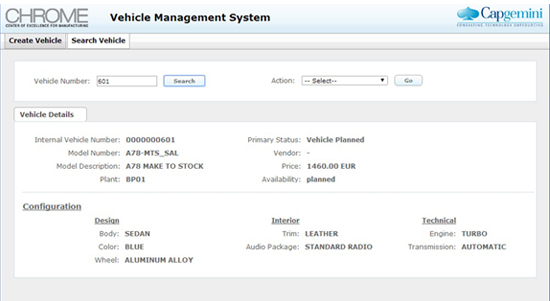 CHROME
CENTER OF EXCELLENCE FOR MANUFACTURING
Vehicle Management System
Capgemini
CONSULTING.TECHNOLOGY.OUTSOURCING
Create Vehicle Search Vehicle
Vehicle Number: 601 Search Action: -- Select-- Go
Vehicle Details
Internal Vehicle Number: 0000000601 Primary Status: Vehicle Planned
Model Number: A78-MTS_SAL Vendor: -
Model Description: A78 MAKE TO STOCK Price: 1460.00 EUR
Plant: BP01 Availability: planned
Configuration
Design Interior Technical
Body: SEDAN Trim: LEATHER Engine: TURBO
Color: BLUE Audio Package: STANDARD RADIO Transmission: AUTOMATIC
Wheel: ALUMINUM ALLOY